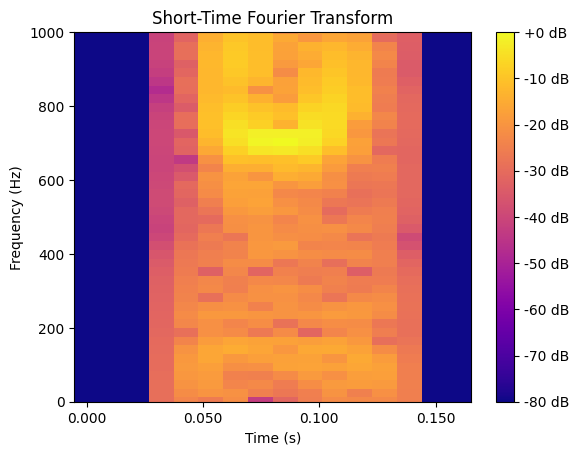 Short-Time Fourier Transform
1000
800
600
400
200
0
Frequency (Hz)
0.000
0.050
0.100
0.150
Time (s)
+0 dB
-10 dB
-20 dB
-30 dB
-40 dB
-50 dB
-60 dB
-70 dB
-80 dB